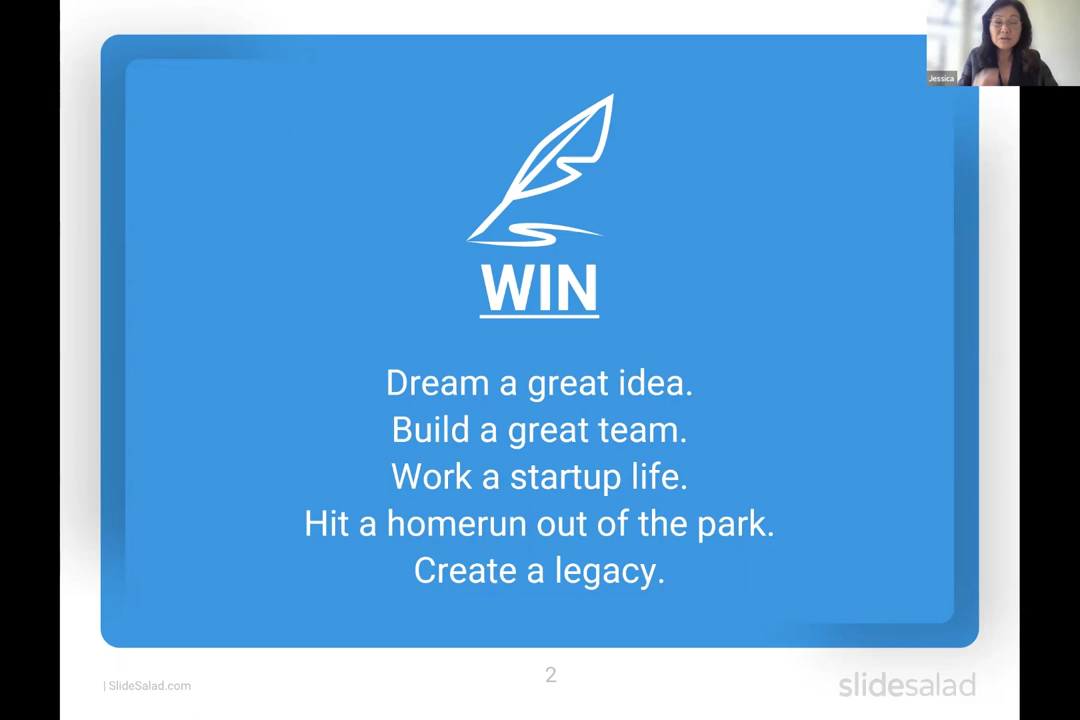 Jessica
WIN
Dream a great idea.
Build a great team.
Work a startup life.
Hit a homerun out of the park.
Create a legacy.
| SlideSalad.com
2
slidesalad